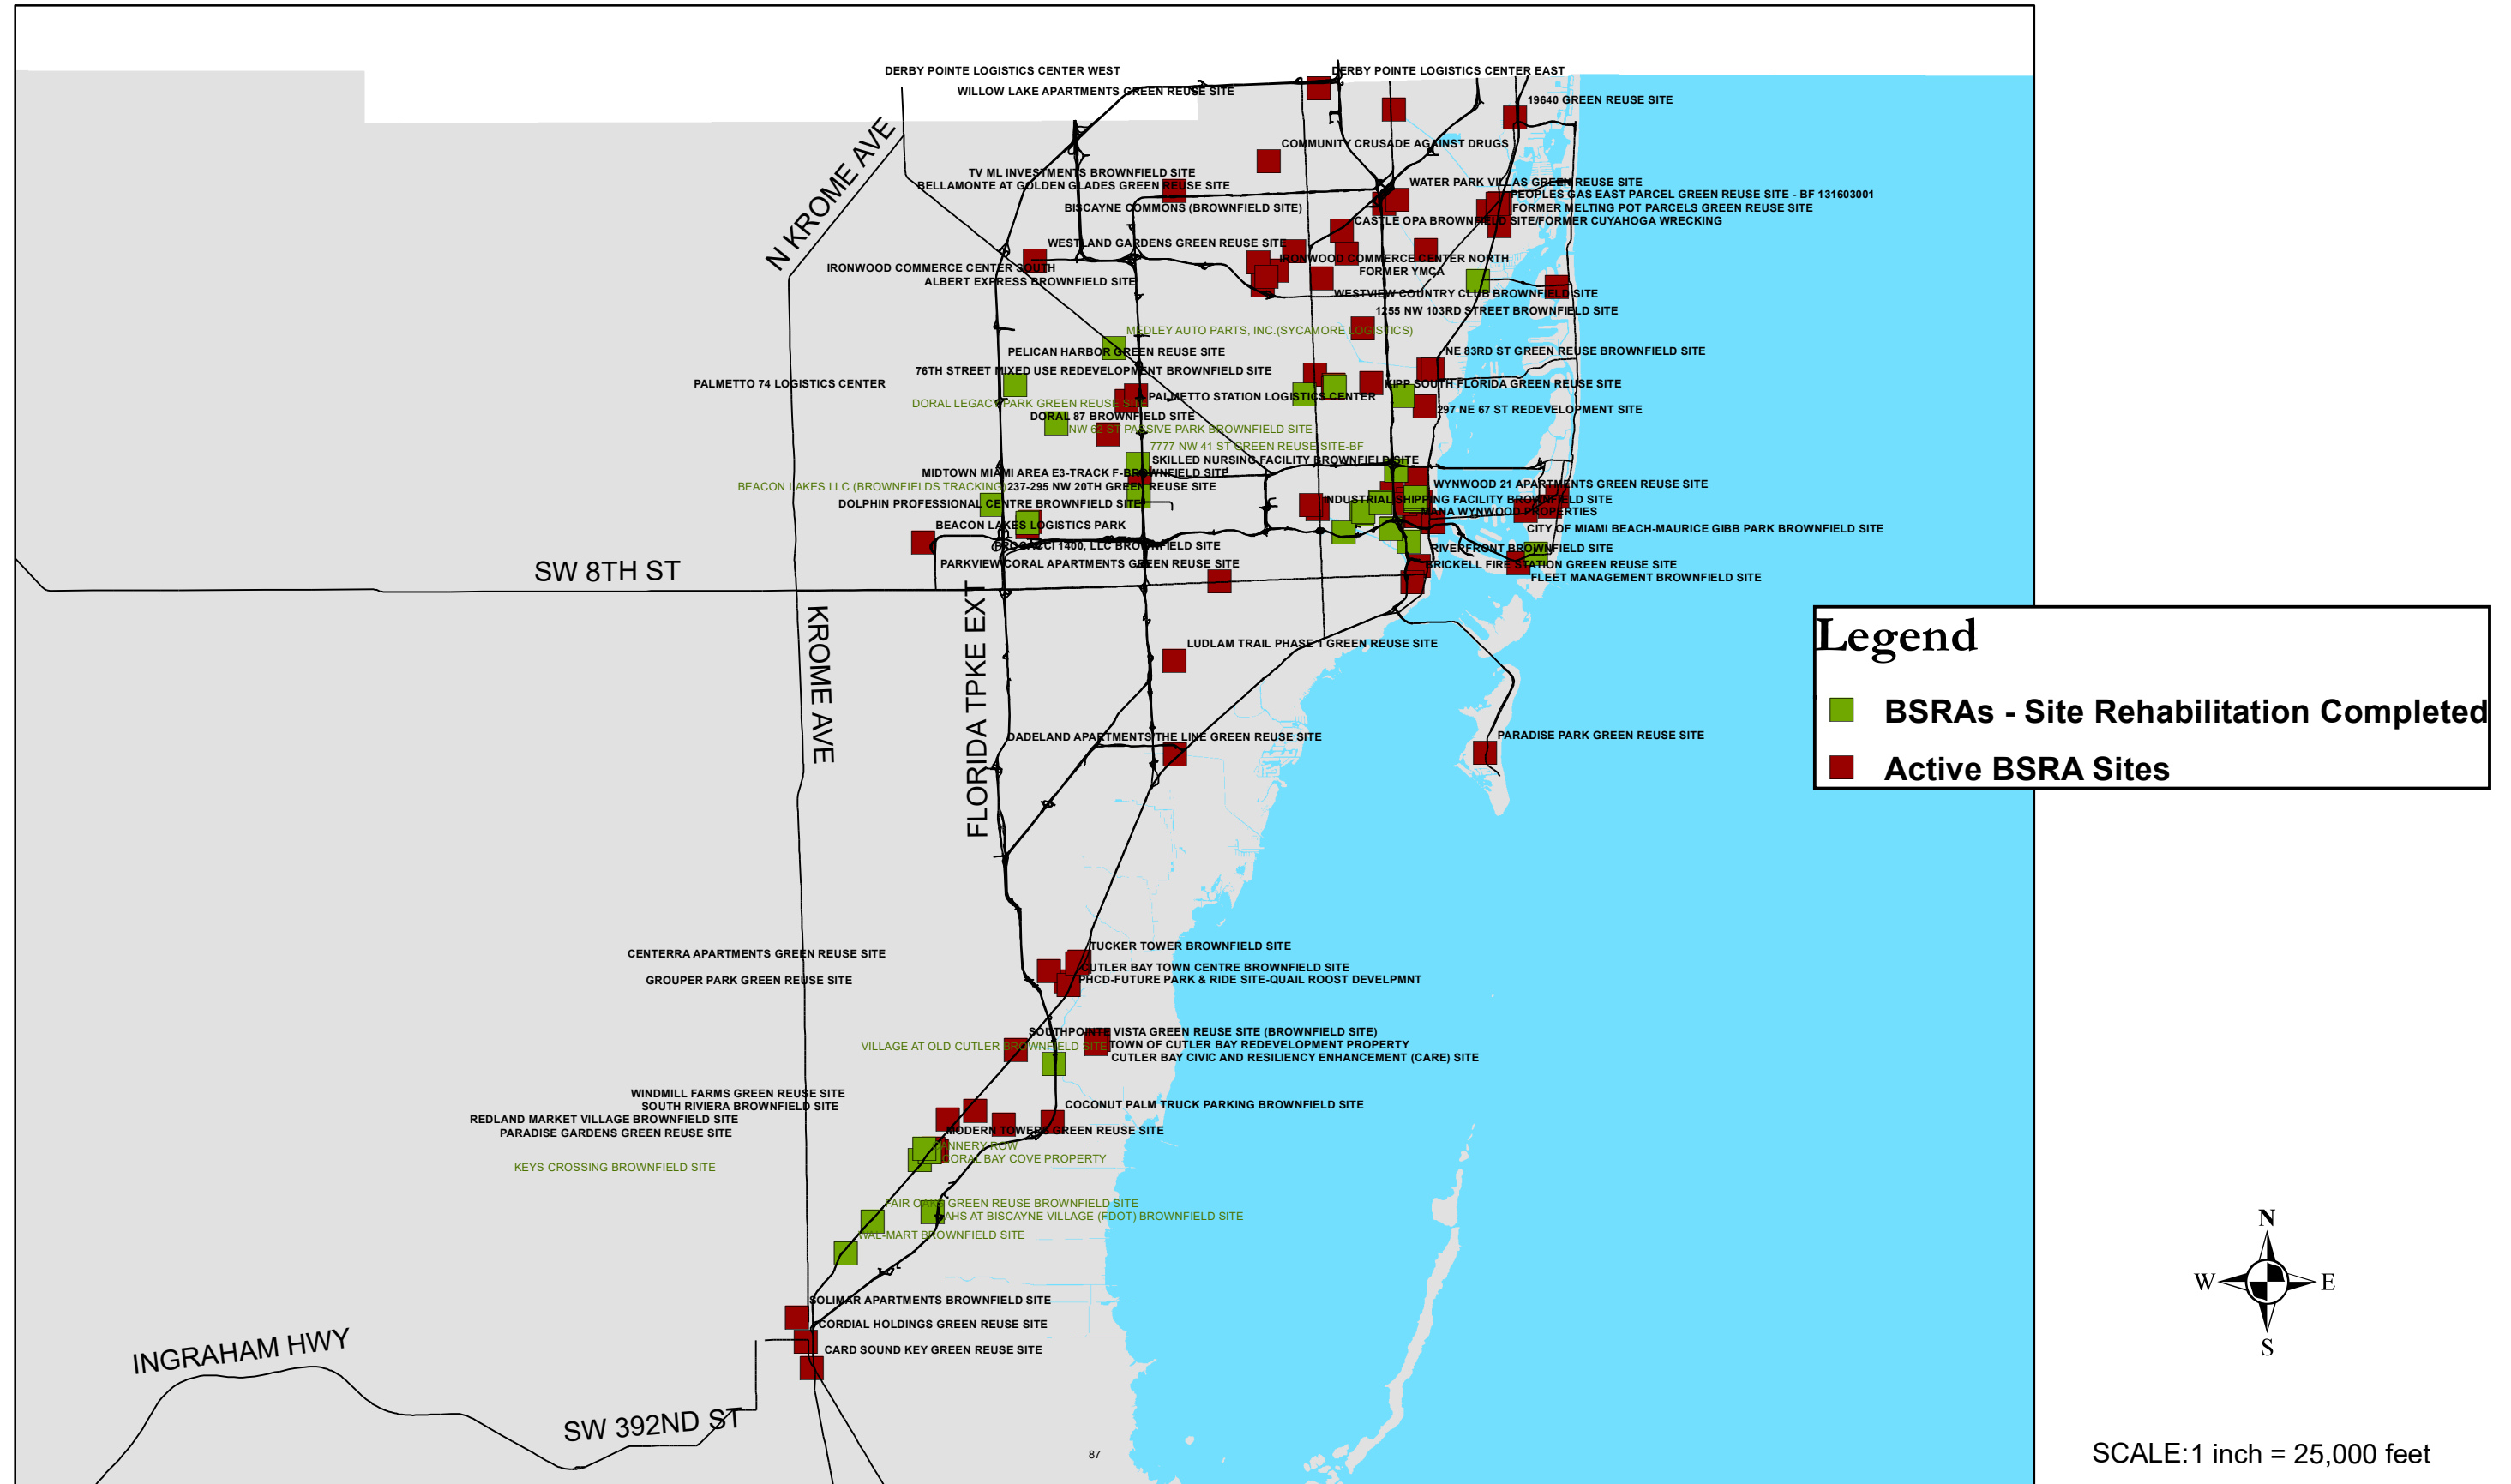 DERBY POINTE LOGISTICS CENTER WEST
DERBY POINTE LOGISTICS CENTER EAST
WILLOW LAKE APARTMENTS GREEN REUSE SITE
19640 GREEN REUSE SITE
COMMUNITY CRUSADE AGAINST DRUGS
N KROME AVE
TV ML INVESTMENTS BROWNFIELD SITE
BELLAMONTE AT GOLDEN GLADES GREEN REUSE SITE
WATER PARK VILLAS GREEN REUSE SITE
PEOPLES GAS EAST PARCEL GREEN REUSE SITE - BF 131603001
BISCAYNE COMMONS (BROWNFIELD SITE)
FORMER MELTING POT PARCELS GREEN REUSE SITE
CASTLE OPA BROWNFIELD SITE/FORMER CUYAHOGA WRECKING
WESTLAND GARDENS GREEN REUSE SITE
IRONWOOD COMMERCE CENTER NORTH
IRONWOOD COMMERCE CENTER SOUTH
FORMER YMCA
ALBERT EXPRESS BROWNFIELD SITE
WESTVIEW COUNTRY CLUB BROWNFIELD SITE
1255 NW 103RD STREET BROWNFIELD SITE
MEDLEY AUTO PARTS, INC.(SYCAMORE LOGISTICS)
PELICAN HARBOR GREEN REUSE SITE
NE 83RD ST GREEN REUSE BROWNFIELD SITE
76TH STREET MIXED USE REDEVELOPMENT BROWNFIELD SITE
PALMETTO 74 LOGISTICS CENTER
KIPP SOUTH FLORIDA GREEN REUSE SITE
PALMETTO STATION LOGISTICS CENTER
DORAL LEGACY PARK GREEN REUSE SITE
297 NE 67 ST REDEVELOPMENT SITE
DORAL 87 BROWNFIELD SITE
NW 62 ST PASSIVE PARK BROWNFIELD SITE
7777 NW 41 ST GREEN REUSE SITE-BF
SKILLED NURSING FACILITY BROWNFIELD SITE
MIDTOWN MIAMI AREA E3-TRACK F-BROWNFIELD SITE
BEACON LAKES LLC (BROWNFIELDS TRACKING)
237-295 NW 20TH GREEN REUSE SITE
WYNWOOD 21 APARTMENTS GREEN REUSE SITE
DOLPHIN PROFESSIONAL CENTRE BROWNFIELD SITE
INDUSTRIAL SHIPPING FACILITY BROWNFIELD SITE
MANA WYNWOOD PROPERTIES
BEACON LAKES LOGISTICS PARK
CITY OF MIAMI BEACH-MAURICE GIBB PARK BROWNFIELD SITE
PROCACCI 1400, LLC BROWNFIELD SITE
RIVERFRONT BROWNFIELD SITE
PARKVIEW CORAL APARTMENTS GREEN REUSE SITE
BRICKELL FIRE STATION GREEN REUSE SITE
FLEET MANAGEMENT BROWNFIELD SITE
SW 8TH ST
KROME AVE
FLORIDA TPKE EXT
LUDLAM TRAIL PHASE 1 GREEN REUSE SITE
Legend
BSRAs - Site Rehabilitation Completed
Active BSRA Sites
DADELAND APARTMENTS/THE LINE GREEN REUSE SITE
PARADISE PARK GREEN REUSE SITE
TUCKER TOWER BROWNFIELD SITE
CENTERRA APARTMENTS GREEN REUSE SITE
CUTLER BAY TOWN CENTRE BROWNFIELD SITE
GROUPER PARK GREEN REUSE SITE
PHCD-FUTURE PARK & RIDE SITE-QUAIL ROOST DEVELPMNT
SOUTHPOINTE VISTA GREEN REUSE SITE (BROWNFIELD SITE)
VILLAGE AT OLD CUTLER BROWNFIELD SITE
TOWN OF CUTLER BAY REDEVELOPMENT PROPERTY
CUTLER BAY CIVIC AND RESILIENCY ENHANCEMENT (CARE) SITE
WINDMILL FARMS GREEN REUSE SITE
SOUTH RIVIERA BROWNFIELD SITE
COCONUT PALM TRUCK PARKING BROWNFIELD SITE
REDLAND MARKET VILLAGE BROWNFIELD SITE
PARADISE GARDENS GREEN REUSE SITE
MODERN TOWERS GREEN REUSE SITE
CANNERY ROW
CORAL BAY COVE PROPERTY
KEYS CROSSING BROWNFIELD SITE
FAIR OAKS GREEN REUSE BROWNFIELD SITE
AHS AT BISCAYNE VILLAGE (FDOT) BROWNFIELD SITE
WAL-MART BROWNFIELD SITE
N
W E
S
SOLIMAR APARTMENTS BROWNFIELD SITE
CORDIAL HOLDINGS GREEN REUSE SITE
CARD SOUND KEY GREEN REUSE SITE
INGRAHAM HWY
SW 392ND ST
87
SCALE:1 inch = 25,000 feet